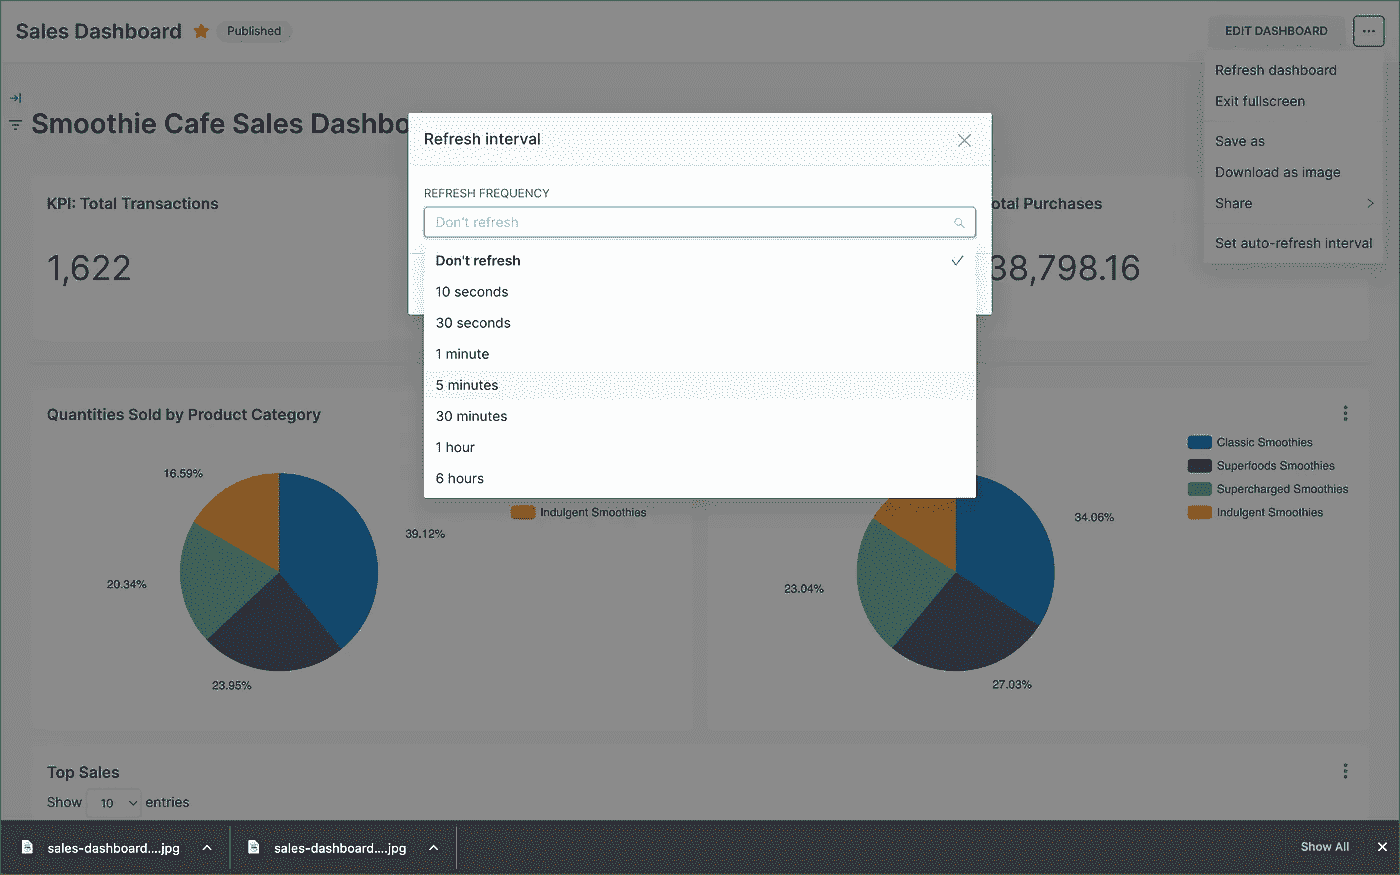 Sales Dashboard
Published
EDIT DASHBOARD
Refresh dashboard
Exit fullscreen
Save as
Download as image
Share
Set auto-refresh interval
Smoothie Cafe Sales Dashbo
Refresh interval
REFRESH FREQUENCY
Don't refresh
Don't refresh
10 seconds
30 seconds
1 minute
5 minutes
30 minutes
1 hour
6 hours
KPI: Total Transactions
1,622
otal Purchases
38,798.16
Quantities Sold by Product Category
16.59%
39.12%
20.34%
23.95%
Indulgent Smoothies
Classic Smoothies
Superfoods Smoothies
Supercharged Smoothies
Indulgent Smoothies
34.06%
23.04%
27.03%
Top Sales
Show 10 entries
sales-dashboard....jpg
sales-dashboard....jpg
Show All